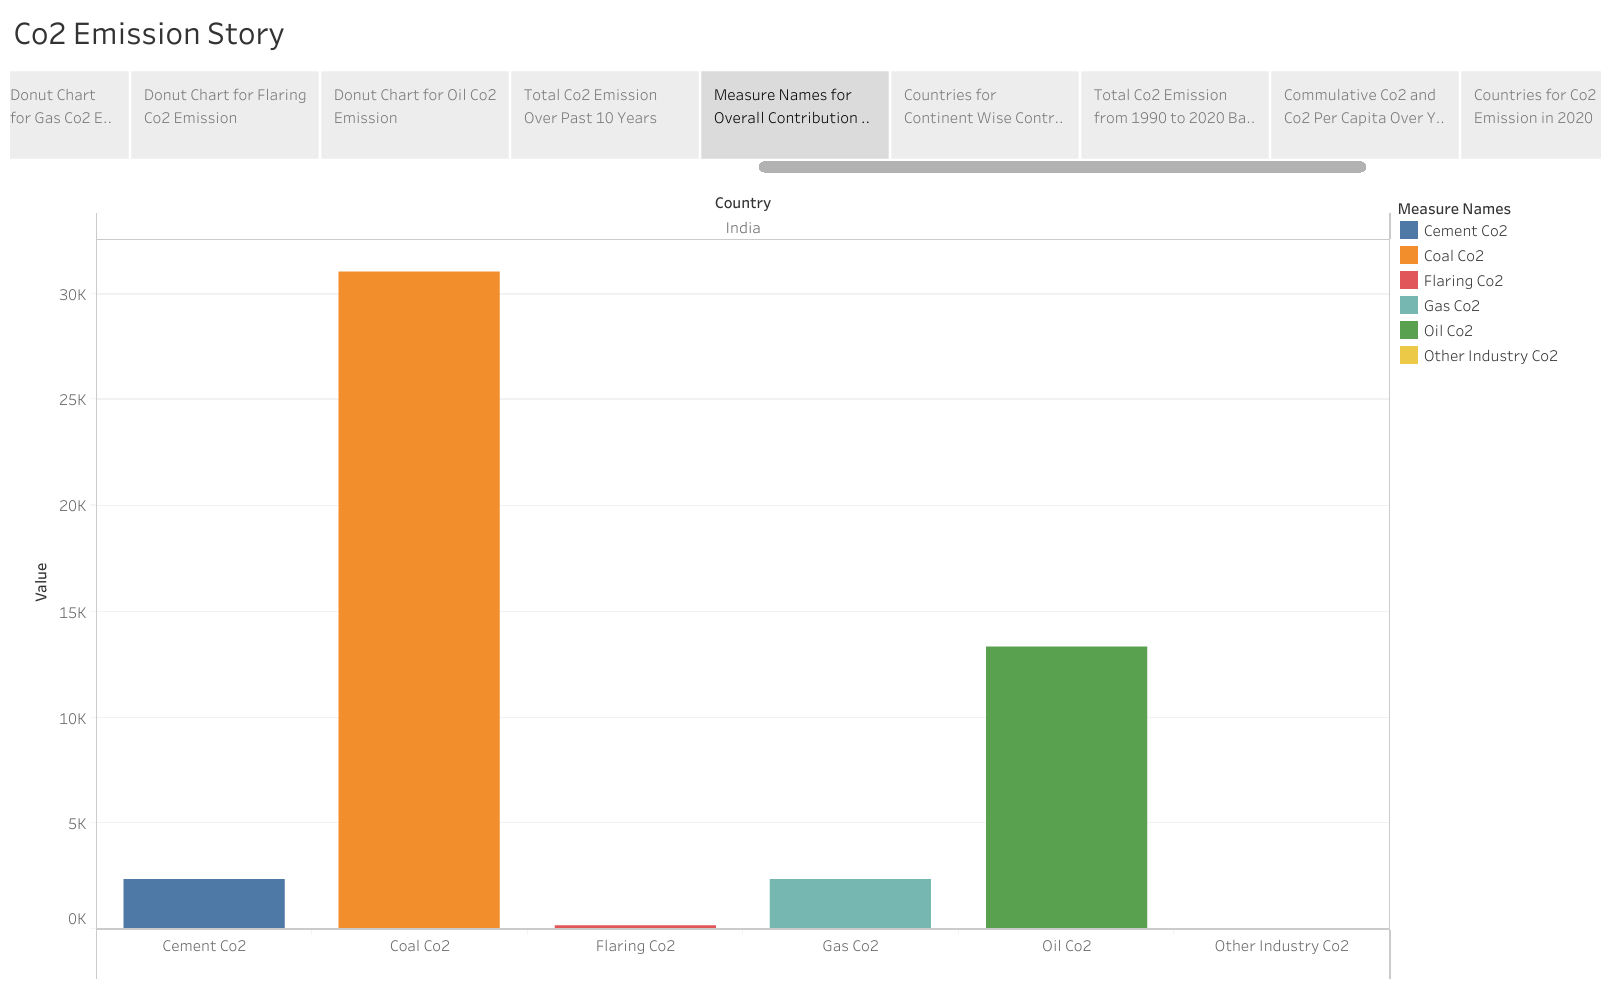 Co2 Emission Story
Donut Chart
for Gas Co2 E..
Donut Chart for Flaring
Co2 Emission
Donut Chart for Oil Co2
Emission
Total Co2 Emission
Over Past 10 Years
Measure Names for
Overall Contribution ..
Countries for
Continent Wise Contr..
Total Co2 Emission
from 1990 to 2020 Ba..
Commulative Co2 and
Co2 Per Capita Over Y..
Countries for Co2
Emission in 2020
Country
India
Value
30K
25K
20K
15K
10K
5K
0K
Cement Co2
Coal Co2
Flaring Co2
Gas Co2
Oil Co2
Other Industry Co2
Measure Names
Cement Co2
Coal Co2
Flaring Co2
Gas Co2
Oil Co2
Other Industry Co2